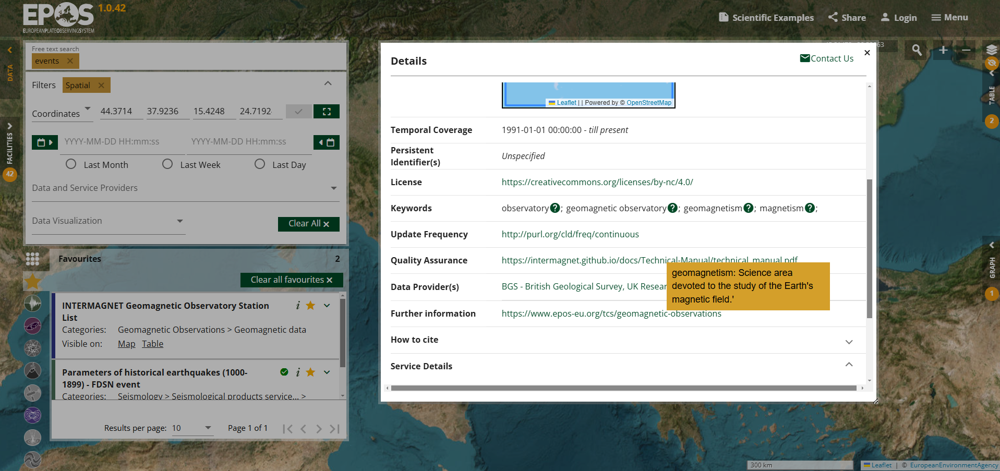 EPOS
1.0.42
EUROPEANPLATEOBSERVINGSYSTEM
Scientific Examples
Share
Login
Menu
DATA
FACILITIES
42
Free text search
events
Filters
Spatial
Coordinates
44.3714
37.9236
15.4248
24.7192
YYYY-MM-DD HH:mm:ss
YYYY-MM-DD HH:mm:ss
Last Month
Last Week
Last Day
Data and Service Providers
Data Visualization
Clear All
Favourites
2
Clear all favourites
INTERMAGNET Geomagnetic Observatory Station
List
Categories: Geomagnetic Observations > Geomagnetic data
Visible on: Map Table
Parameters of historical earthquakes (1000-
1899) - FDSN event
Categories: Seismology > Seismological products service... >
Results per page: 10
Page 1 of 1
Details
Contact Us
Leaflet | | Powered by © OpenStreetMap
Temporal Coverage
1991-01-01 00:00:00 - till present
Persistent
Identifier(s)
Unspecified
License
https://creativecommons.org/licenses/by-nc/4.0/
Keywords
observatory?; geomagnetic observatory?; geomagnetism?; magnetism?;
Update Frequency
http://purl.org/cld/freq/continuous
Quality Assurance
https://intermagnet.github.io/docs/Technical-Manual/technical_manual.pdf
geomagnetism: Science area
devoted to the study of the Earth's
magnetic field.'
Data Provider(s)
BGS - British Geological Survey, UK
Further information
https://www.epos-eu.org/tcs/geomagnetic-observations
How to cite
Service Details
TABLE
2
GRAPH
1
300 km
Leaflet | © EuropeanEnvironmentAgency